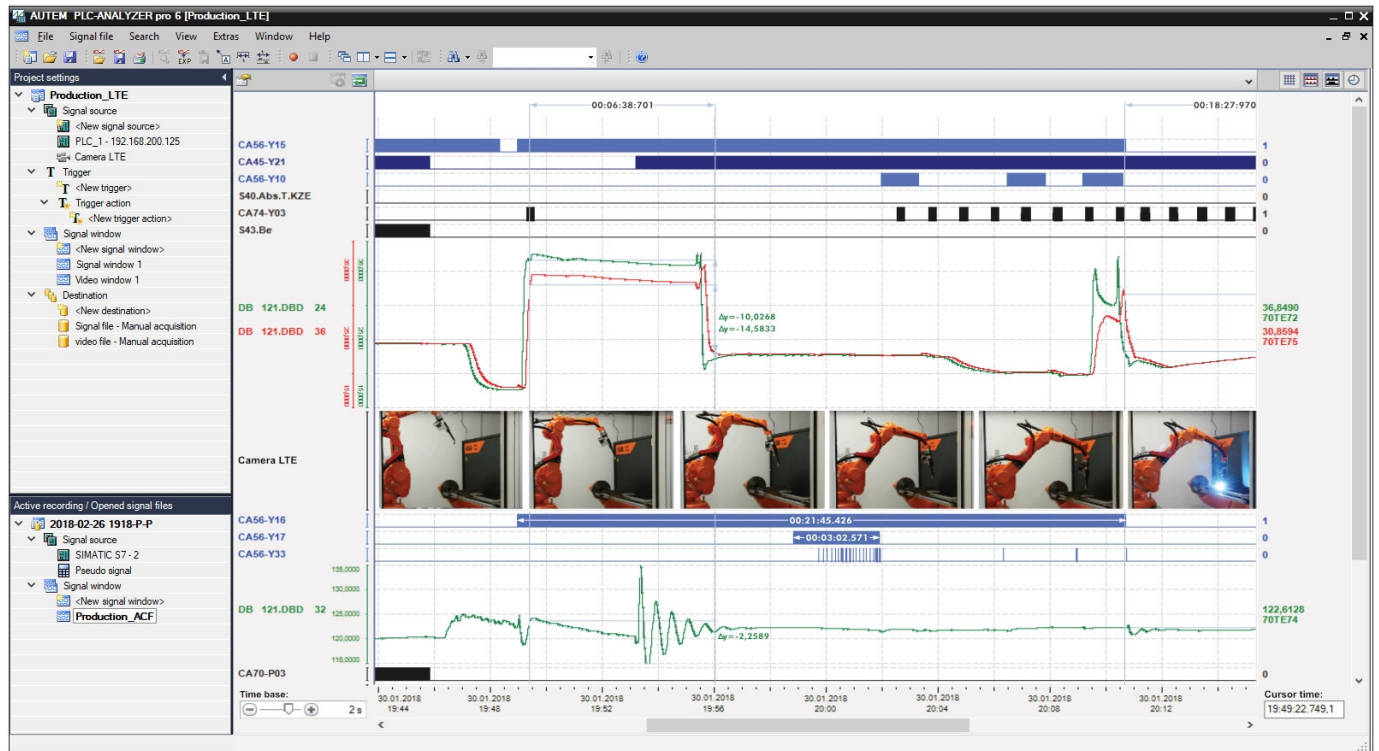 AUTEM PLC-ANALYZER pro 6 [Production_LTE]
File Signal file Search View Extras Window Help
EXP
Project settings
Production_LTE
Signal source
<New signal source>
PLC_1 - 192.168.200.125
Camera LTE
T Trigger
<New trigger>
Trigger action
<New trigger action>
Signal window
<New signal window>
Signal window 1
Video window 1
Destination
<New destination>
Signal file - Manual acquisition
video file - Manual acquisition
Active recording / Opened signal files
2018-02-26 1918-P-P
Signal source
SIMATIC S7 - 2
Pseudo signal
Signal window
<New signal window>
Production_ACF
00:06:38:701
00:18:27:970
CA56-Y15 1
CA45-Y21 0
CA56-Y10 0
S40.Abs.T.KZE 0
CA74-Y03 1
S43.Be 0
DB 121.DBD 24
DB 121.DBD 36
Δy=-10,0268
Δy=-14,5833
36,8490
70TE72
30,8594
70TE75
Camera LTE
CA56-Y16 00:21:45.426 1
CA56-Y17 00:03:02.571 0
CA56-Y33 0
135,0000
130,0000
DB 121.DBD 32 125,0000
120,0000
115,0000
Δy=-2,2589
122,6128
70TE74
CA70-P03 0
Time base:
2 s
30.01.2018 30.01.2018 30.01.2018 30.01.2018 30.01.2018 30.01.2018 30.01.2018 30.01.2018
19:44 19:48 19:52 19:56 20:00 20:04 20:08 20:12
Cursor time:
19:49:22.749,1